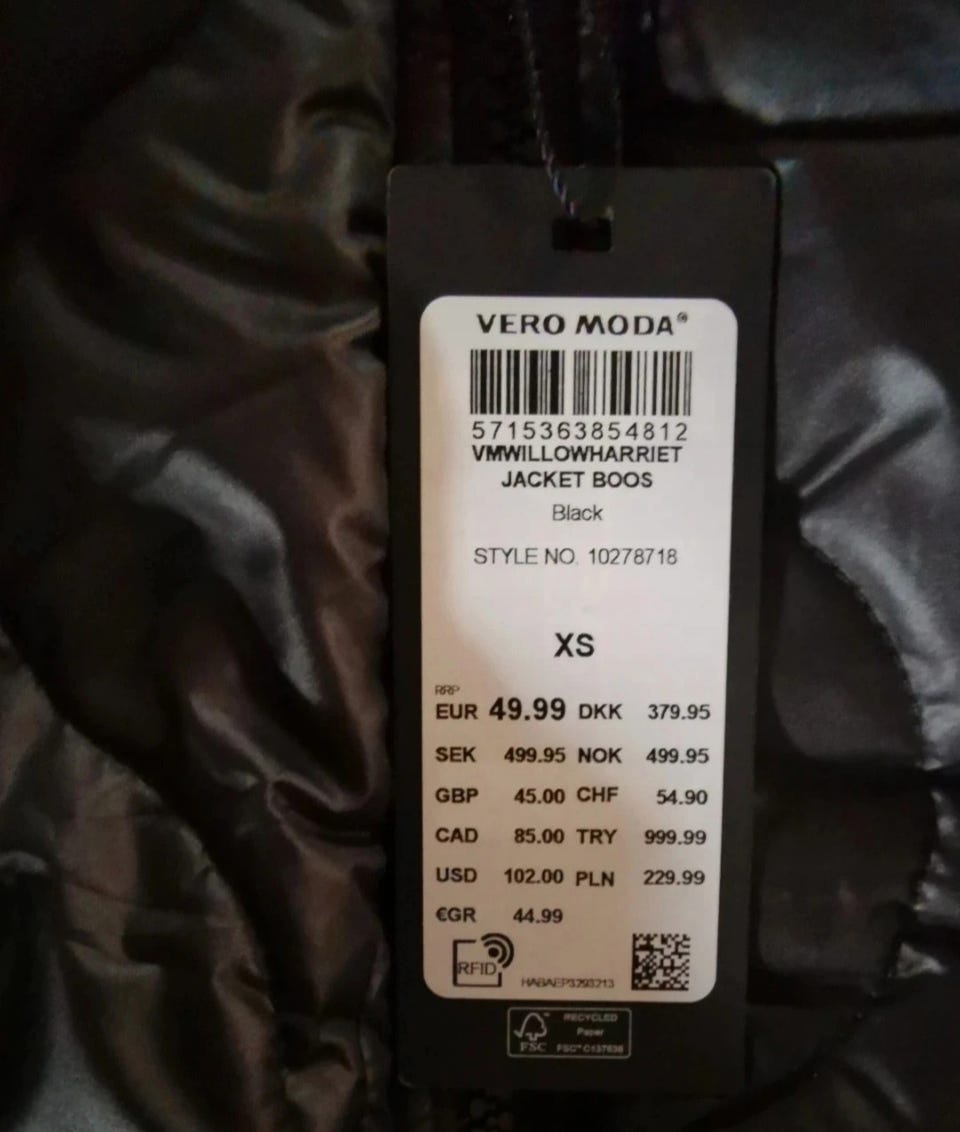 VERO MODA®
5715363854812
VMWILLOWHARRIET
JACKET BOOS
Black
STYLE NO. 10278718
XS
RRP
EUR 49.99 DKK 379.95
SEK 499.95 NOK 499.95
GBP 45.00 CHF 54.90
CAD 85.00 TRY 999.99
USD 102.00 PLN 229.99
€GR 44.99
RFID
HABAEP3293213
RECYCLED
Paper
FSC
FSC™